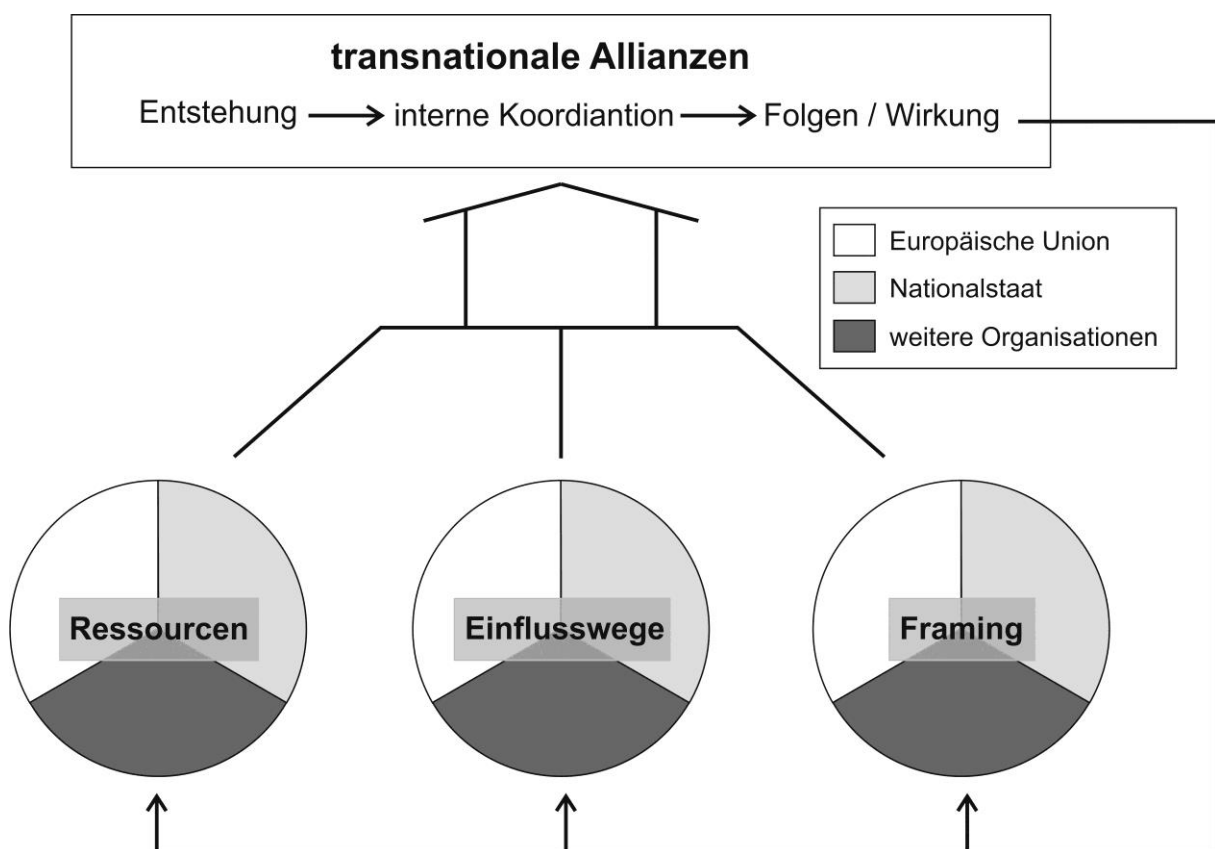 transnationale Allianzen
Entstehung interne Koordiantion Folgen / Wirkung
Europäische Union
Nationalstaat
weitere Organisationen
Ressourcen Einflusswege Framing